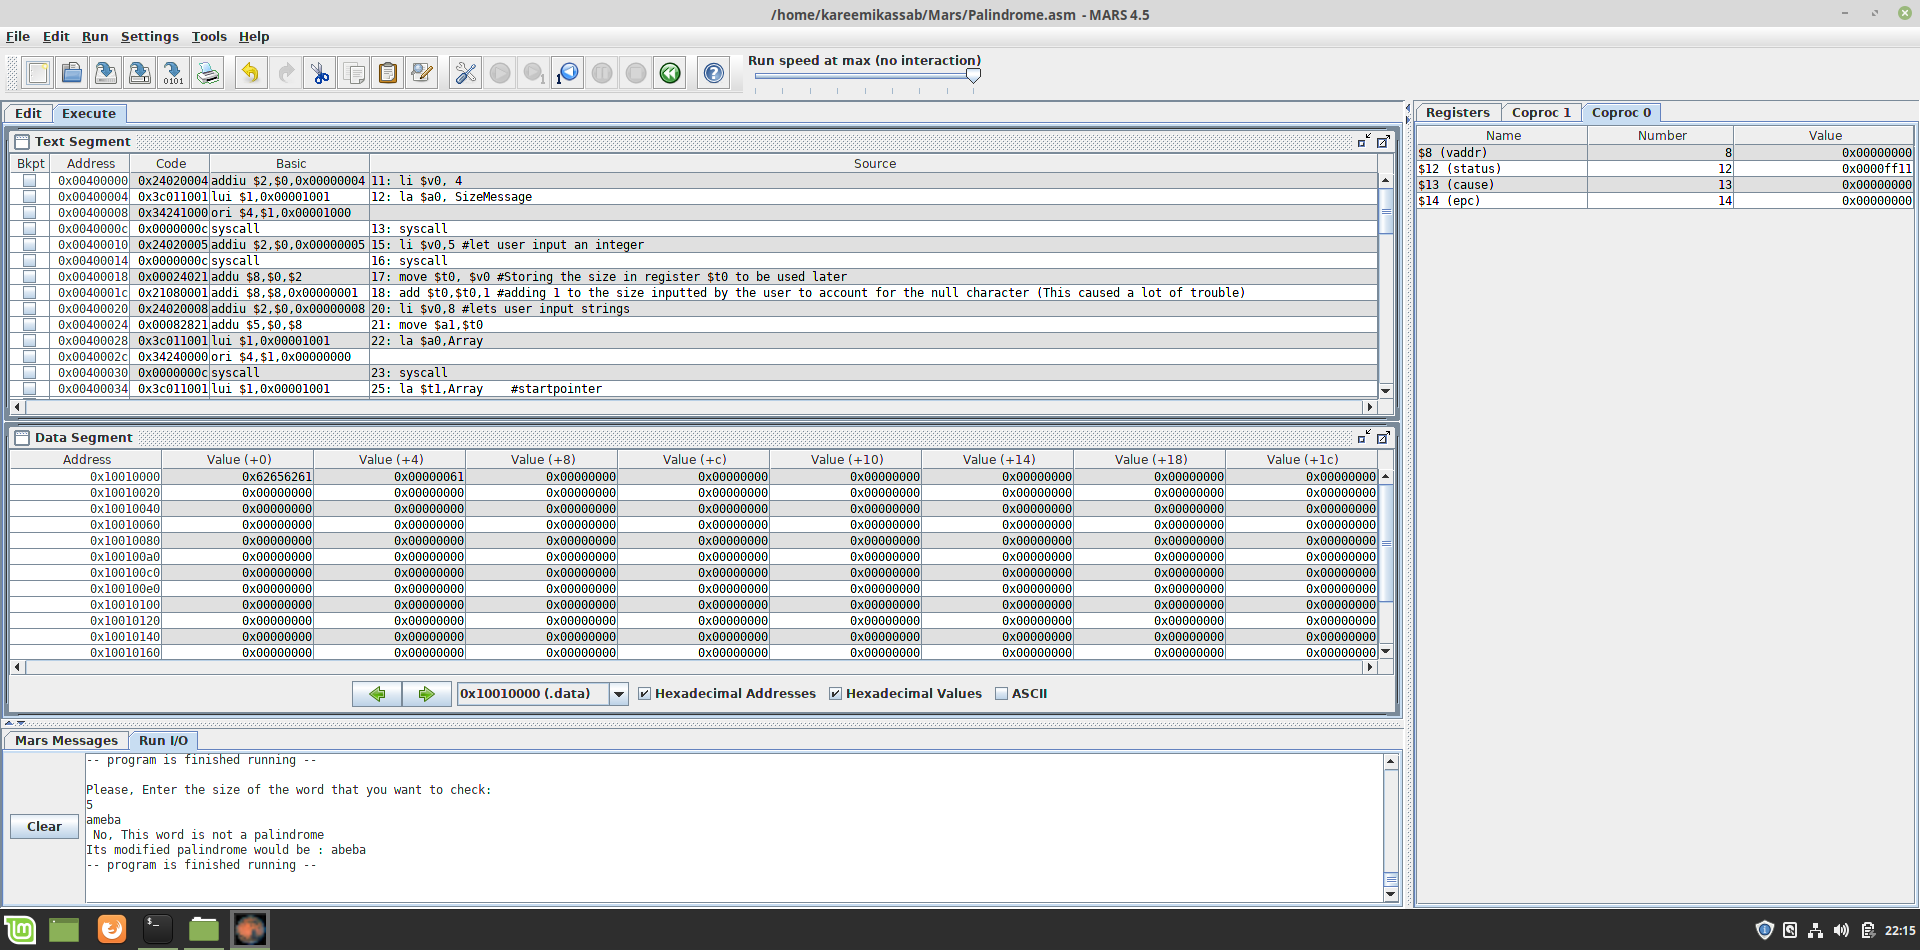 /home/kareemikassab/Mars/Palindrome.asm - MARS 4.5
File Edit Run Settings Tools Help
Run speed at max (no interaction)
Edit Execute
Registers Coproc 1 Coproc 0
Text Segment
Bkpt Address Code Basic Source
0x00400000 0x24020004 addiu $2,$0,0x00000004 11: li $v0, 4
0x00400004 0x3c011001 lui $1,0x00001001 12: la $a0, SizeMessage
0x00400008 0x34241000 ori $4,$1,0x00001000
0x0040000c 0x0000000c syscall 13: syscall
0x00400010 0x24020005 addiu $2,$0,0x00000005 15: li $v0,5 #let user input an integer
0x00400014 0x0000000c syscall 16: syscall
0x00400018 0x00024021 addu $8,$0,$2 17: move $t0, $v0 #Storing the size in register $t0 to be used later
0x0040001c 0x21080001 addi $8,$8,0x00000001 18: add $t0,$t0,1 #adding 1 to the size inputted by the user to account for the null character (This caused a lot of trouble)
0x00400020 0x24020008 addiu $2,$0,0x00000008 20: li $v0,8 #lets user input strings
0x00400024 0x00082821 addu $5,$0,$8 21: move $a1,$t0
0x00400028 0x3c011001 lui $1,0x00001001 22: la $a0,Array
0x0040002c 0x34240000 ori $4,$1,0x00000000
0x00400030 0x0000000c syscall 23: syscall
0x00400034 0x3c011001 lui $1,0x00001001 25: la $t1,Array #startpointer
Name Number Value
$8 (vaddr) 8 0x00000000
$12 (status) 12 0x0000ff11
$13 (cause) 13 0x00000000
$14 (epc) 14 0x00000000
Data Segment
Address Value (+0) Value (+4) Value (+8) Value (+c) Value (+10) Value (+14) Value (+18) Value (+1c)
0x10010000 0x62656261 0x00000061 0x00000000 0x00000000 0x00000000 0x00000000 0x00000000 0x00000000
0x10010020 0x00000000 0x00000000 0x00000000 0x00000000 0x00000000 0x00000000 0x00000000 0x00000000
0x10010040 0x00000000 0x00000000 0x00000000 0x00000000 0x00000000 0x00000000 0x00000000 0x00000000
0x10010060 0x00000000 0x00000000 0x00000000 0x00000000 0x00000000 0x00000000 0x00000000 0x00000000
0x10010080 0x00000000 0x00000000 0x00000000 0x00000000 0x00000000 0x00000000 0x00000000 0x00000000
0x100100a0 0x00000000 0x00000000 0x00000000 0x00000000 0x00000000 0x00000000 0x00000000 0x00000000
0x100100c0 0x00000000 0x00000000 0x00000000 0x00000000 0x00000000 0x00000000 0x00000000 0x00000000
0x100100e0 0x00000000 0x00000000 0x00000000 0x00000000 0x00000000 0x00000000 0x00000000 0x00000000
0x10010100 0x00000000 0x00000000 0x00000000 0x00000000 0x00000000 0x00000000 0x00000000 0x00000000
0x10010120 0x00000000 0x00000000 0x00000000 0x00000000 0x00000000 0x00000000 0x00000000 0x00000000
0x10010140 0x00000000 0x00000000 0x00000000 0x00000000 0x00000000 0x00000000 0x00000000 0x00000000
0x10010160 0x00000000 0x00000000 0x00000000 0x00000000 0x00000000 0x00000000 0x00000000 0x00000000
0x10010000 (.data) Hexadecimal Addresses Hexadecimal Values ASCII
Mars Messages Run I/O
Clear
-- program is finished running --
Please, Enter the size of the word that you want to check:
5
ameba
No, This word is not a palindrome
Its modified palindrome would be : abeba
-- program is finished running --
22:15